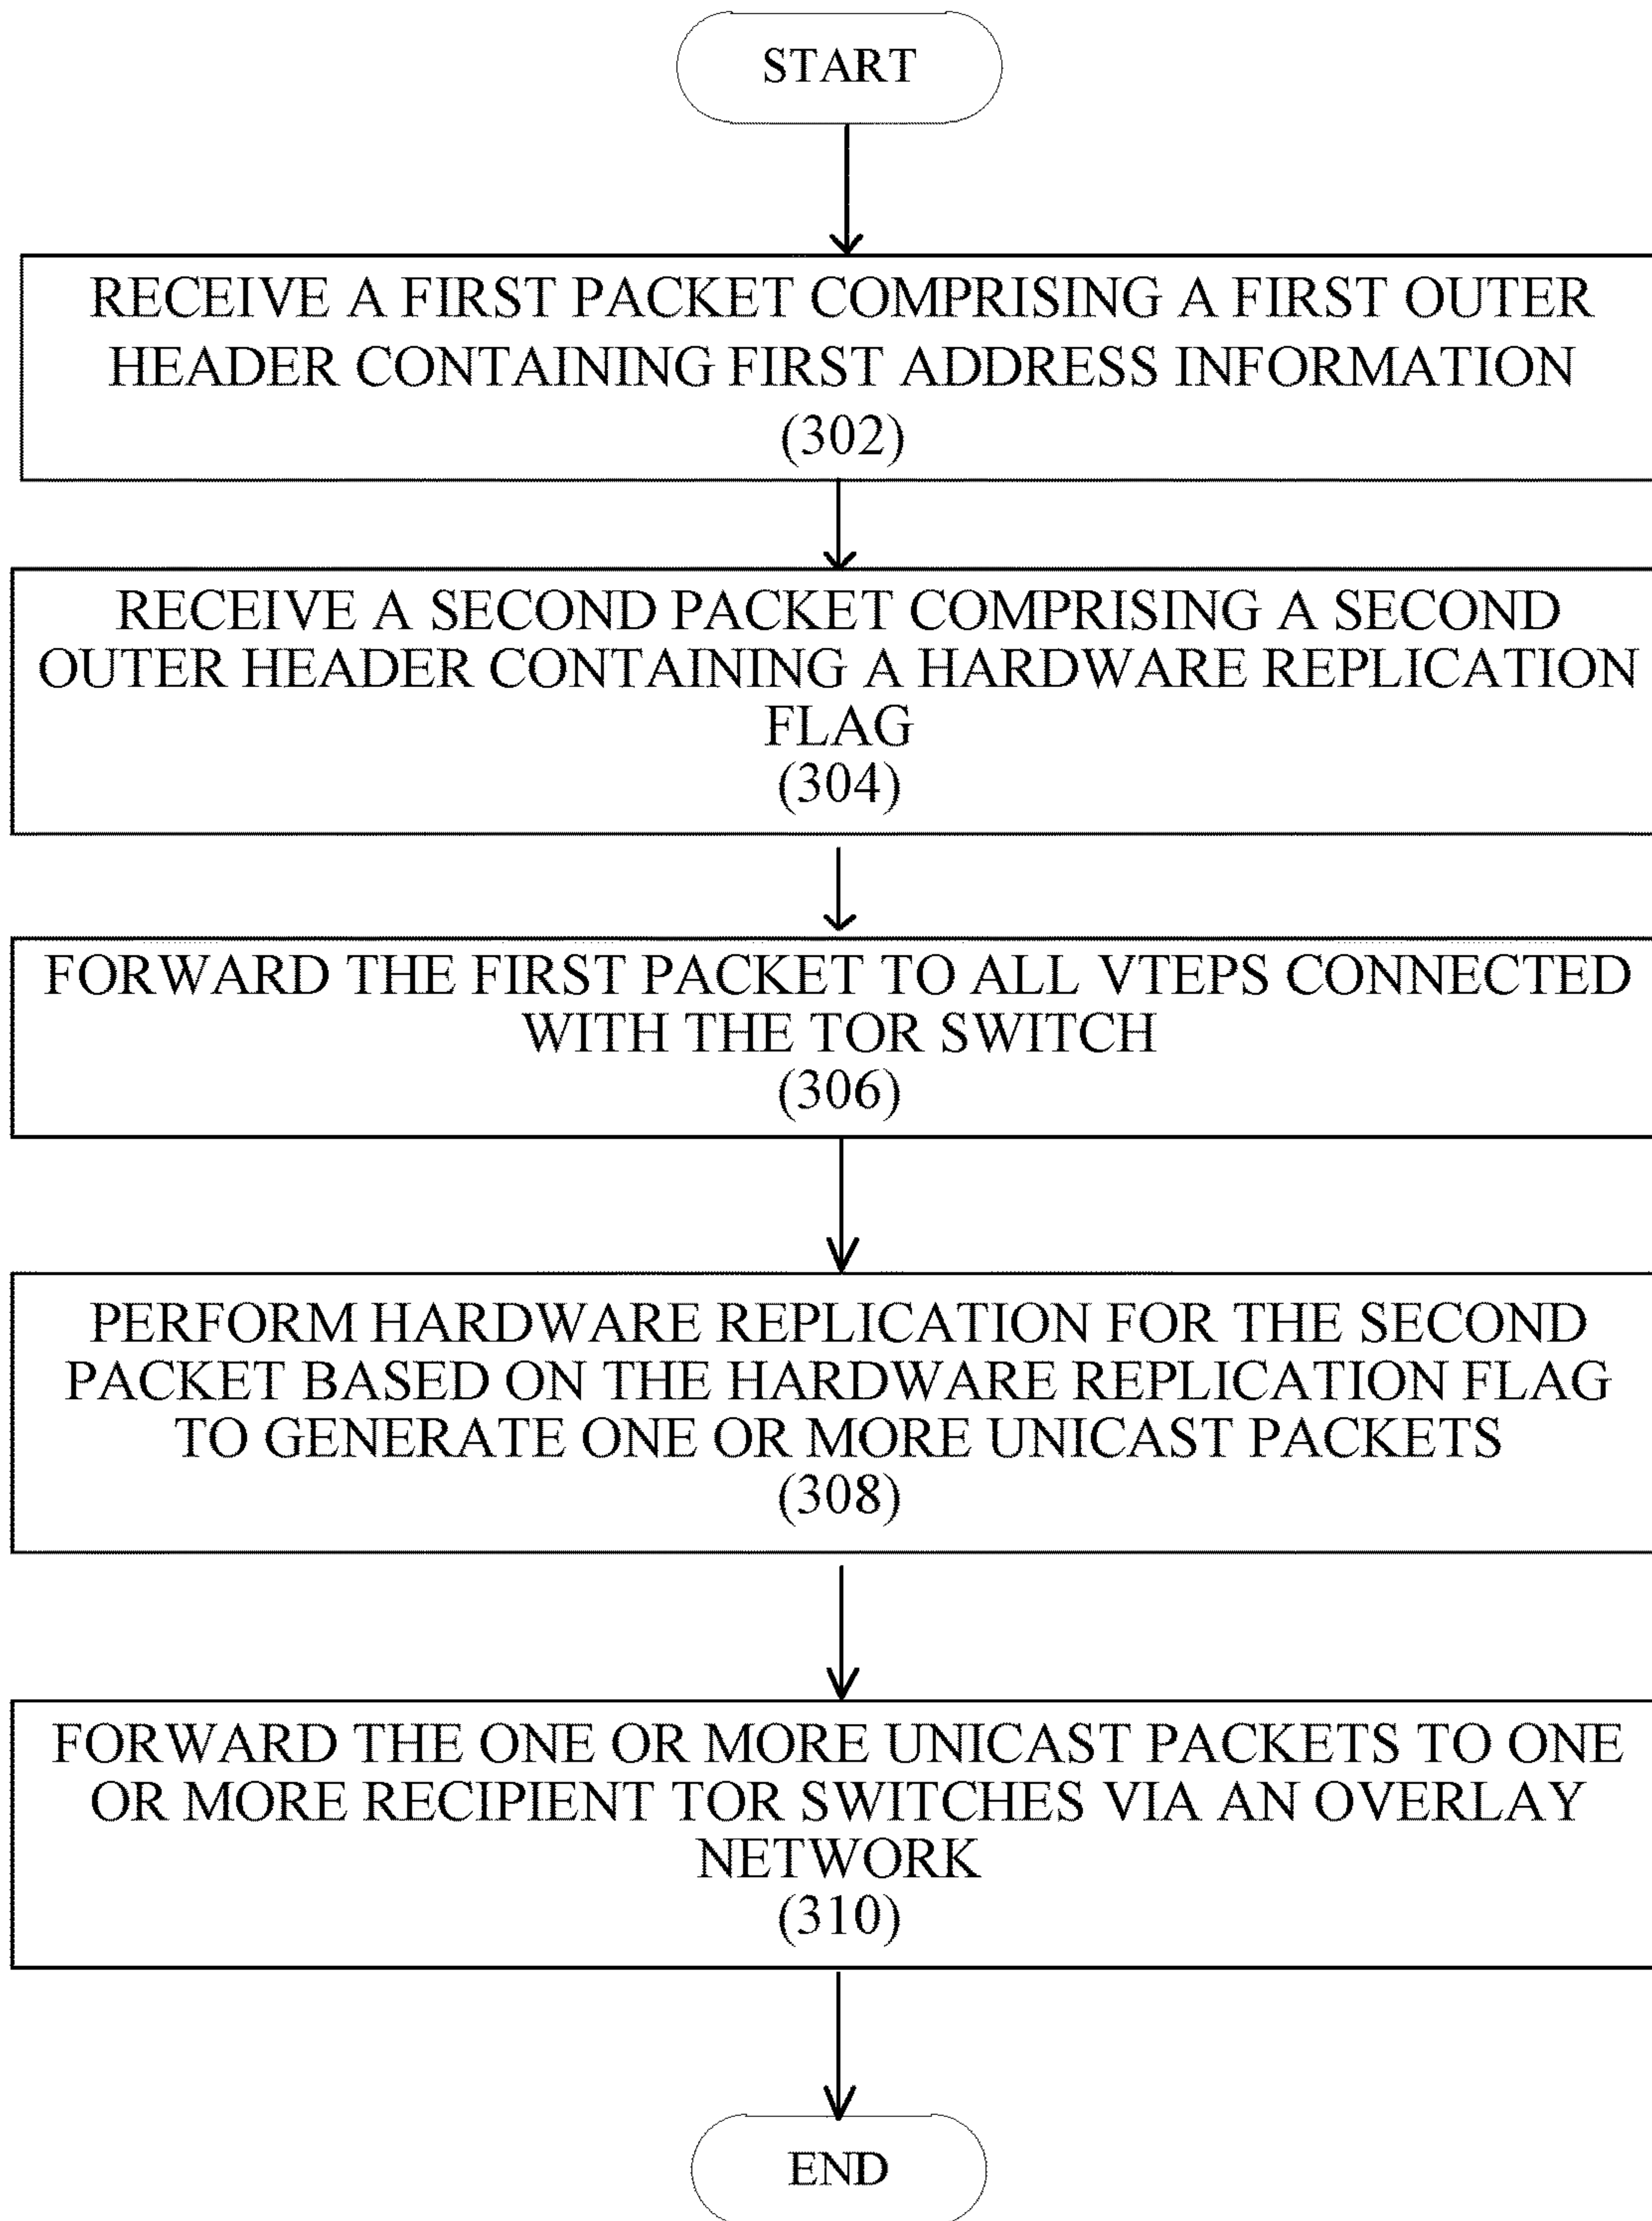 START
RECEIVE A FIRST PACKET COMPRISING A FIRST OUTER
HEADER CONTAINING FIRST ADDRESS INFORMATION
(302)
RECEIVE A SECOND PACKET COMPRISING A SECOND
OUTER HEADER CONTAINING A HARDWARE REPLICATION
FLAG
(304)
FORWARD THE FIRST PACKET TO ALL VTEPS CONNECTED
WITH THE TOR SWITCH
(306)
PERFORM HARDWARE REPLICATION FOR THE SECOND
PACKET BASED ON THE HARDWARE REPLICATION FLAG
TO GENERATE ONE OR MORE UNICAST PACKETS
(308)
FORWARD THE ONE OR MORE UNICAST PACKETS TO ONE
OR MORE RECIPIENT TOR SWITCHES VIA AN OVERLAY
NETWORK
(310)
END